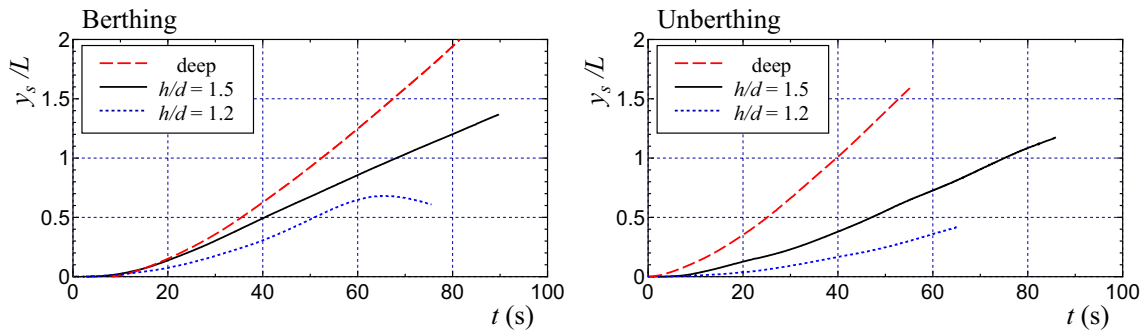 Berthing
y_s/L
2
1.5
1
0.5
0
deep
h/d = 1.5
h/d = 1.2
0 20 40 60 80 100
t (s)
Unberthing
y_s/L
2
1.5
1
0.5
0
deep
h/d = 1.5
h/d = 1.2
0 20 40 60 80 100
t (s)